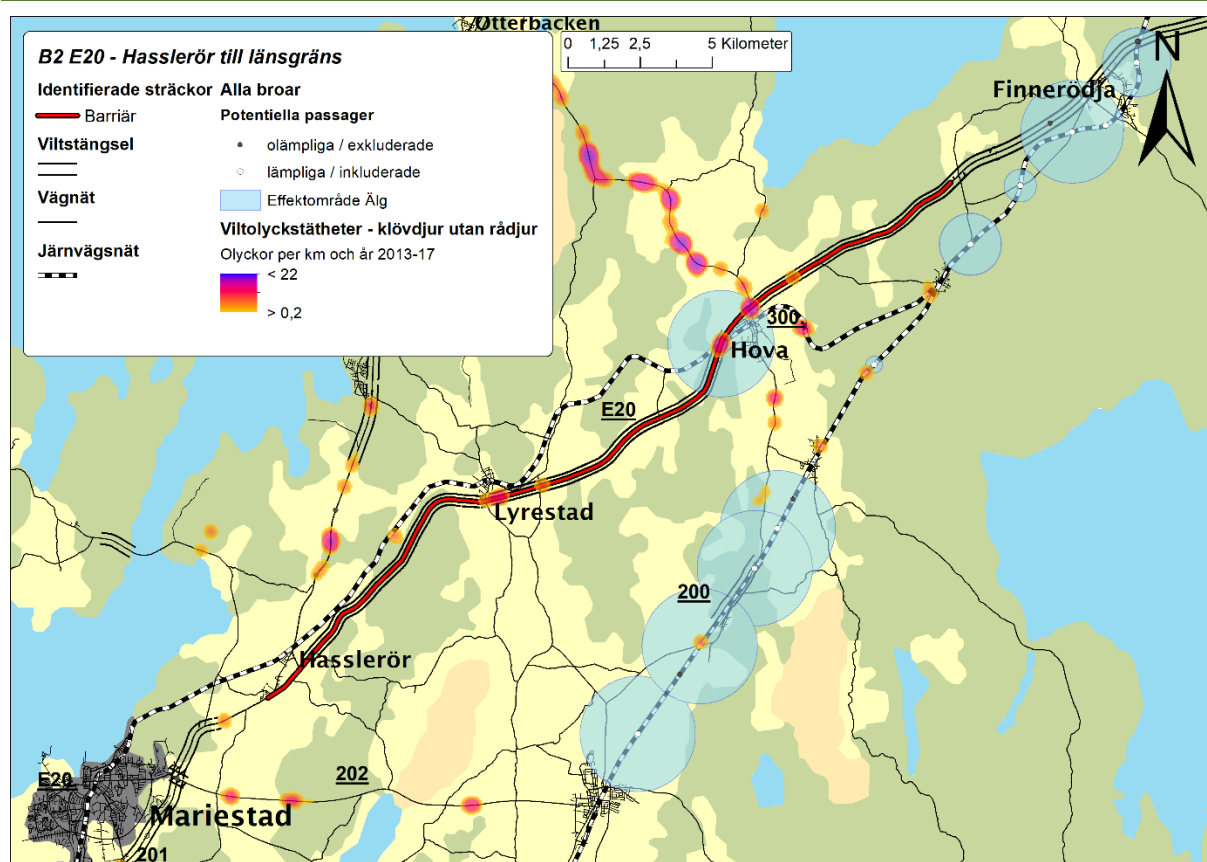 Otterbäcken
B2 E20 - Hasslerör till länsgräns
Identifierade sträckor
Barriär
Viltstängsel
Vägnät
Järnvägsnät
Alla broar
Potentiella passager
olämpliga / exkluderade
lämpliga / inkluderade
Effektområde Älg
Viltolyckstätheter - klövdjur utan rådjur
Olyckor per km och år 2013-17
< 22
> 0,2
0 1,25 2,5 5 Kilometer
N
Finnerödja
300
Hova
E20
Lyrestad
200
Hasslerör
202
E20
Mariestad
201